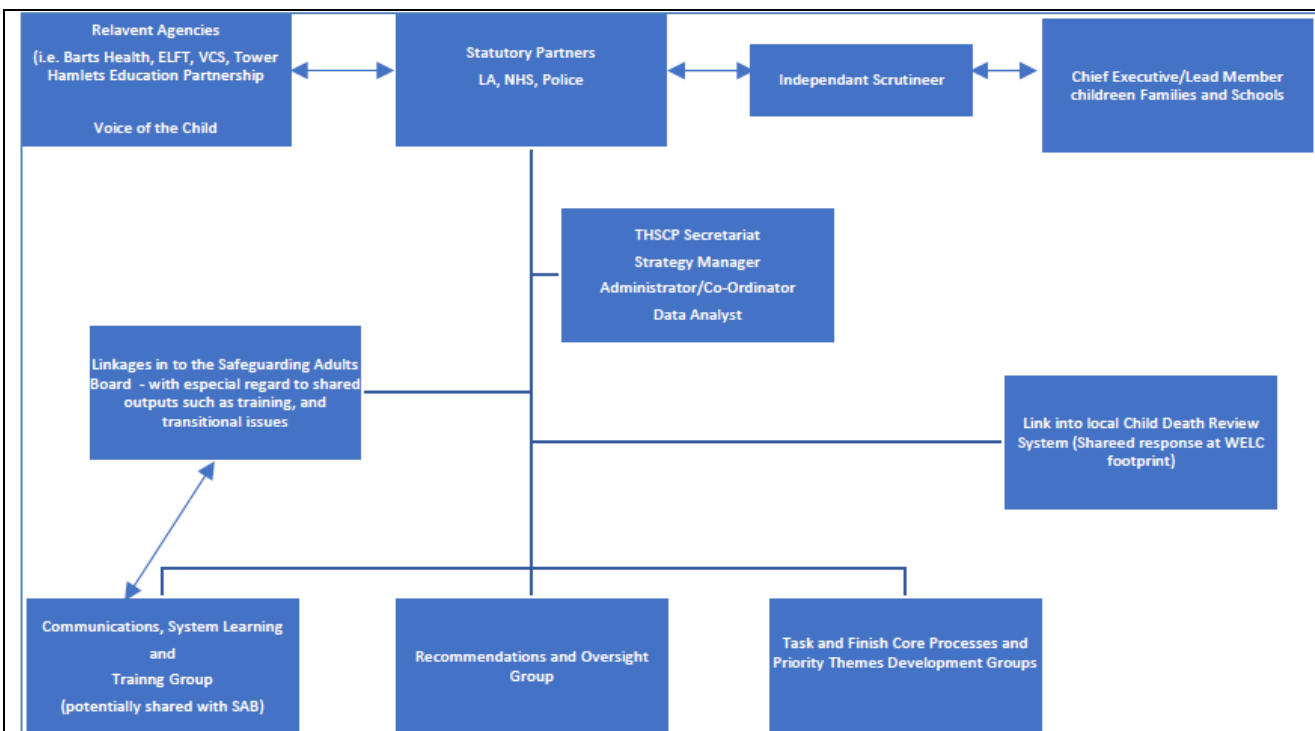 Relavent Agencies
(i.e. Barts Health, ELFT, VCS, Tower
Hamlets Education Partnership
Voice of the Child
Statutory Partners
LA, NHS, Police
Independant Scrutineer
Chief Executive/Lead Member
childreen Families and Schools
THSCP Secretariat
Strategy Manager
Administrator/Co-Ordinator
Data Analyst
Linkages in to the Safeguarding Adults
Board - with especial regard to shared
outputs such as training, and
transitional issues
Link into local Child Death Review
System (Shareed response at WELC
footprint)
Communications, System Learning
and
Trainng Group
(potentially shared with SAB)
Recommendations and Oversight
Group
Task and Finish Core Processes and
Priority Themes Development Groups